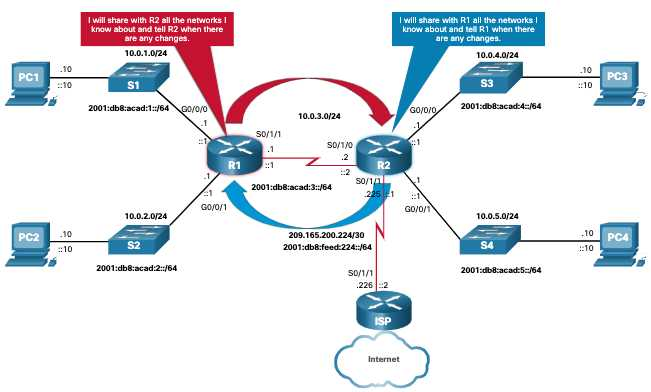 I will share with R2 all the networks I
know about and tell R2 when there
are any changes.
I will share with R1 all the networks I
know about and tell R1 when there
are any changes.
10.0.1.0/24
PC1
.10
::10
S1
2001:db8:acad:1::/64
G0/0/0
.1
::1
10.0.4.0/24
S3
.10
::10
PC3
2001:db8:acad:4::/64
G0/0/0
.1
::1
10.0.3.0/24
S0/1/1
.1
::1
R1
2001:db8:acad:3::/64
S0/1/0
.2
::2
R2
S0/1/1
.225
::1
.1
::1
G0/0/1
10.0.2.0/24
PC2
.10
::10
S2
2001:db8:acad:2::/64
.1
::1
G0/0/1
10.0.5.0/24
S4
.10
::10
PC4
2001:db8:acad:5::/64
209.165.200.224/30
2001:db8:feed:224::/64
S0/1/1
.226
::2
ISP
Internet